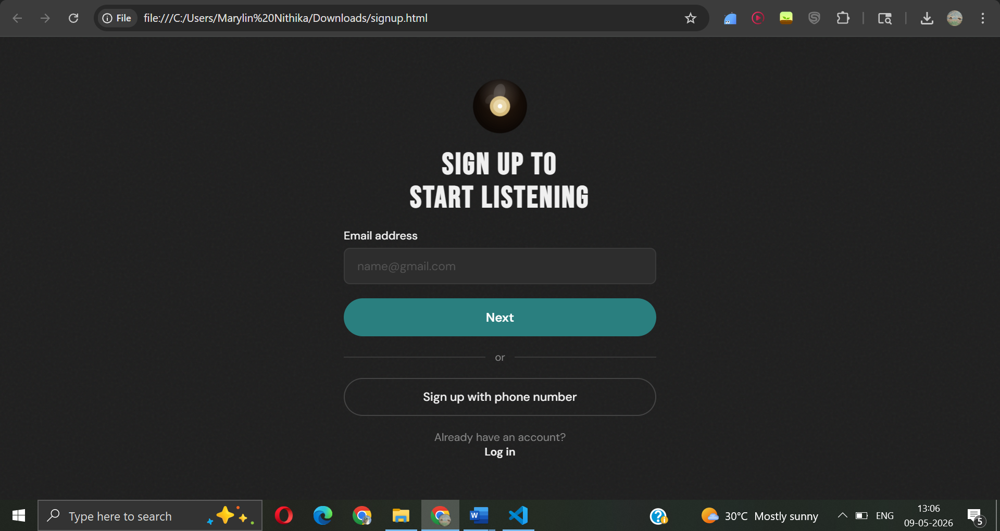 File
file:///C:/Users/Marylin%20Nithika/Downloads/signup.html
SIGN UP TO
START LISTENING
Email address
name@gmail.com
Next
or
Sign up with phone number
Already have an account?
Log in
Type here to search
30°C Mostly sunny
ENG
13:06
09-05-2026
5